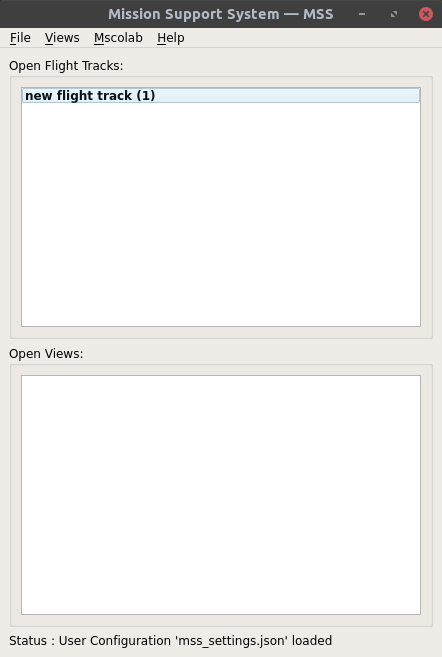 Mission Support System — MSS
File Views Mscolab Help
Open Flight Tracks:
new flight track (1)
Open Views:
Status : User Configuration 'mss_settings.json' loaded